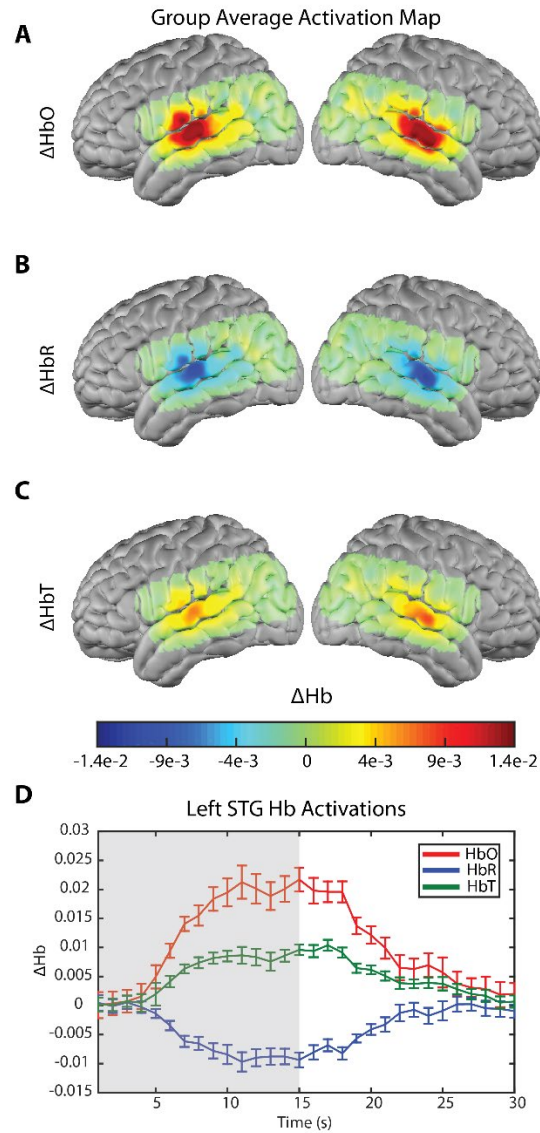 Group Average Activation Map
A
ΔHbO
B
ΔHbR
C
ΔHbT
ΔHb
-1.4e-2 -9e-3 -4e-3 0 4e-3 9e-3 1.4e-2
D
Left STG Hb Activations
0.03
0.025
0.02
0.015
0.01
0.005
0
-0.005
-0.01
-0.015
ΔHb
HbO
HbR
HbT
5 10 15 20 25 30
Time (s)